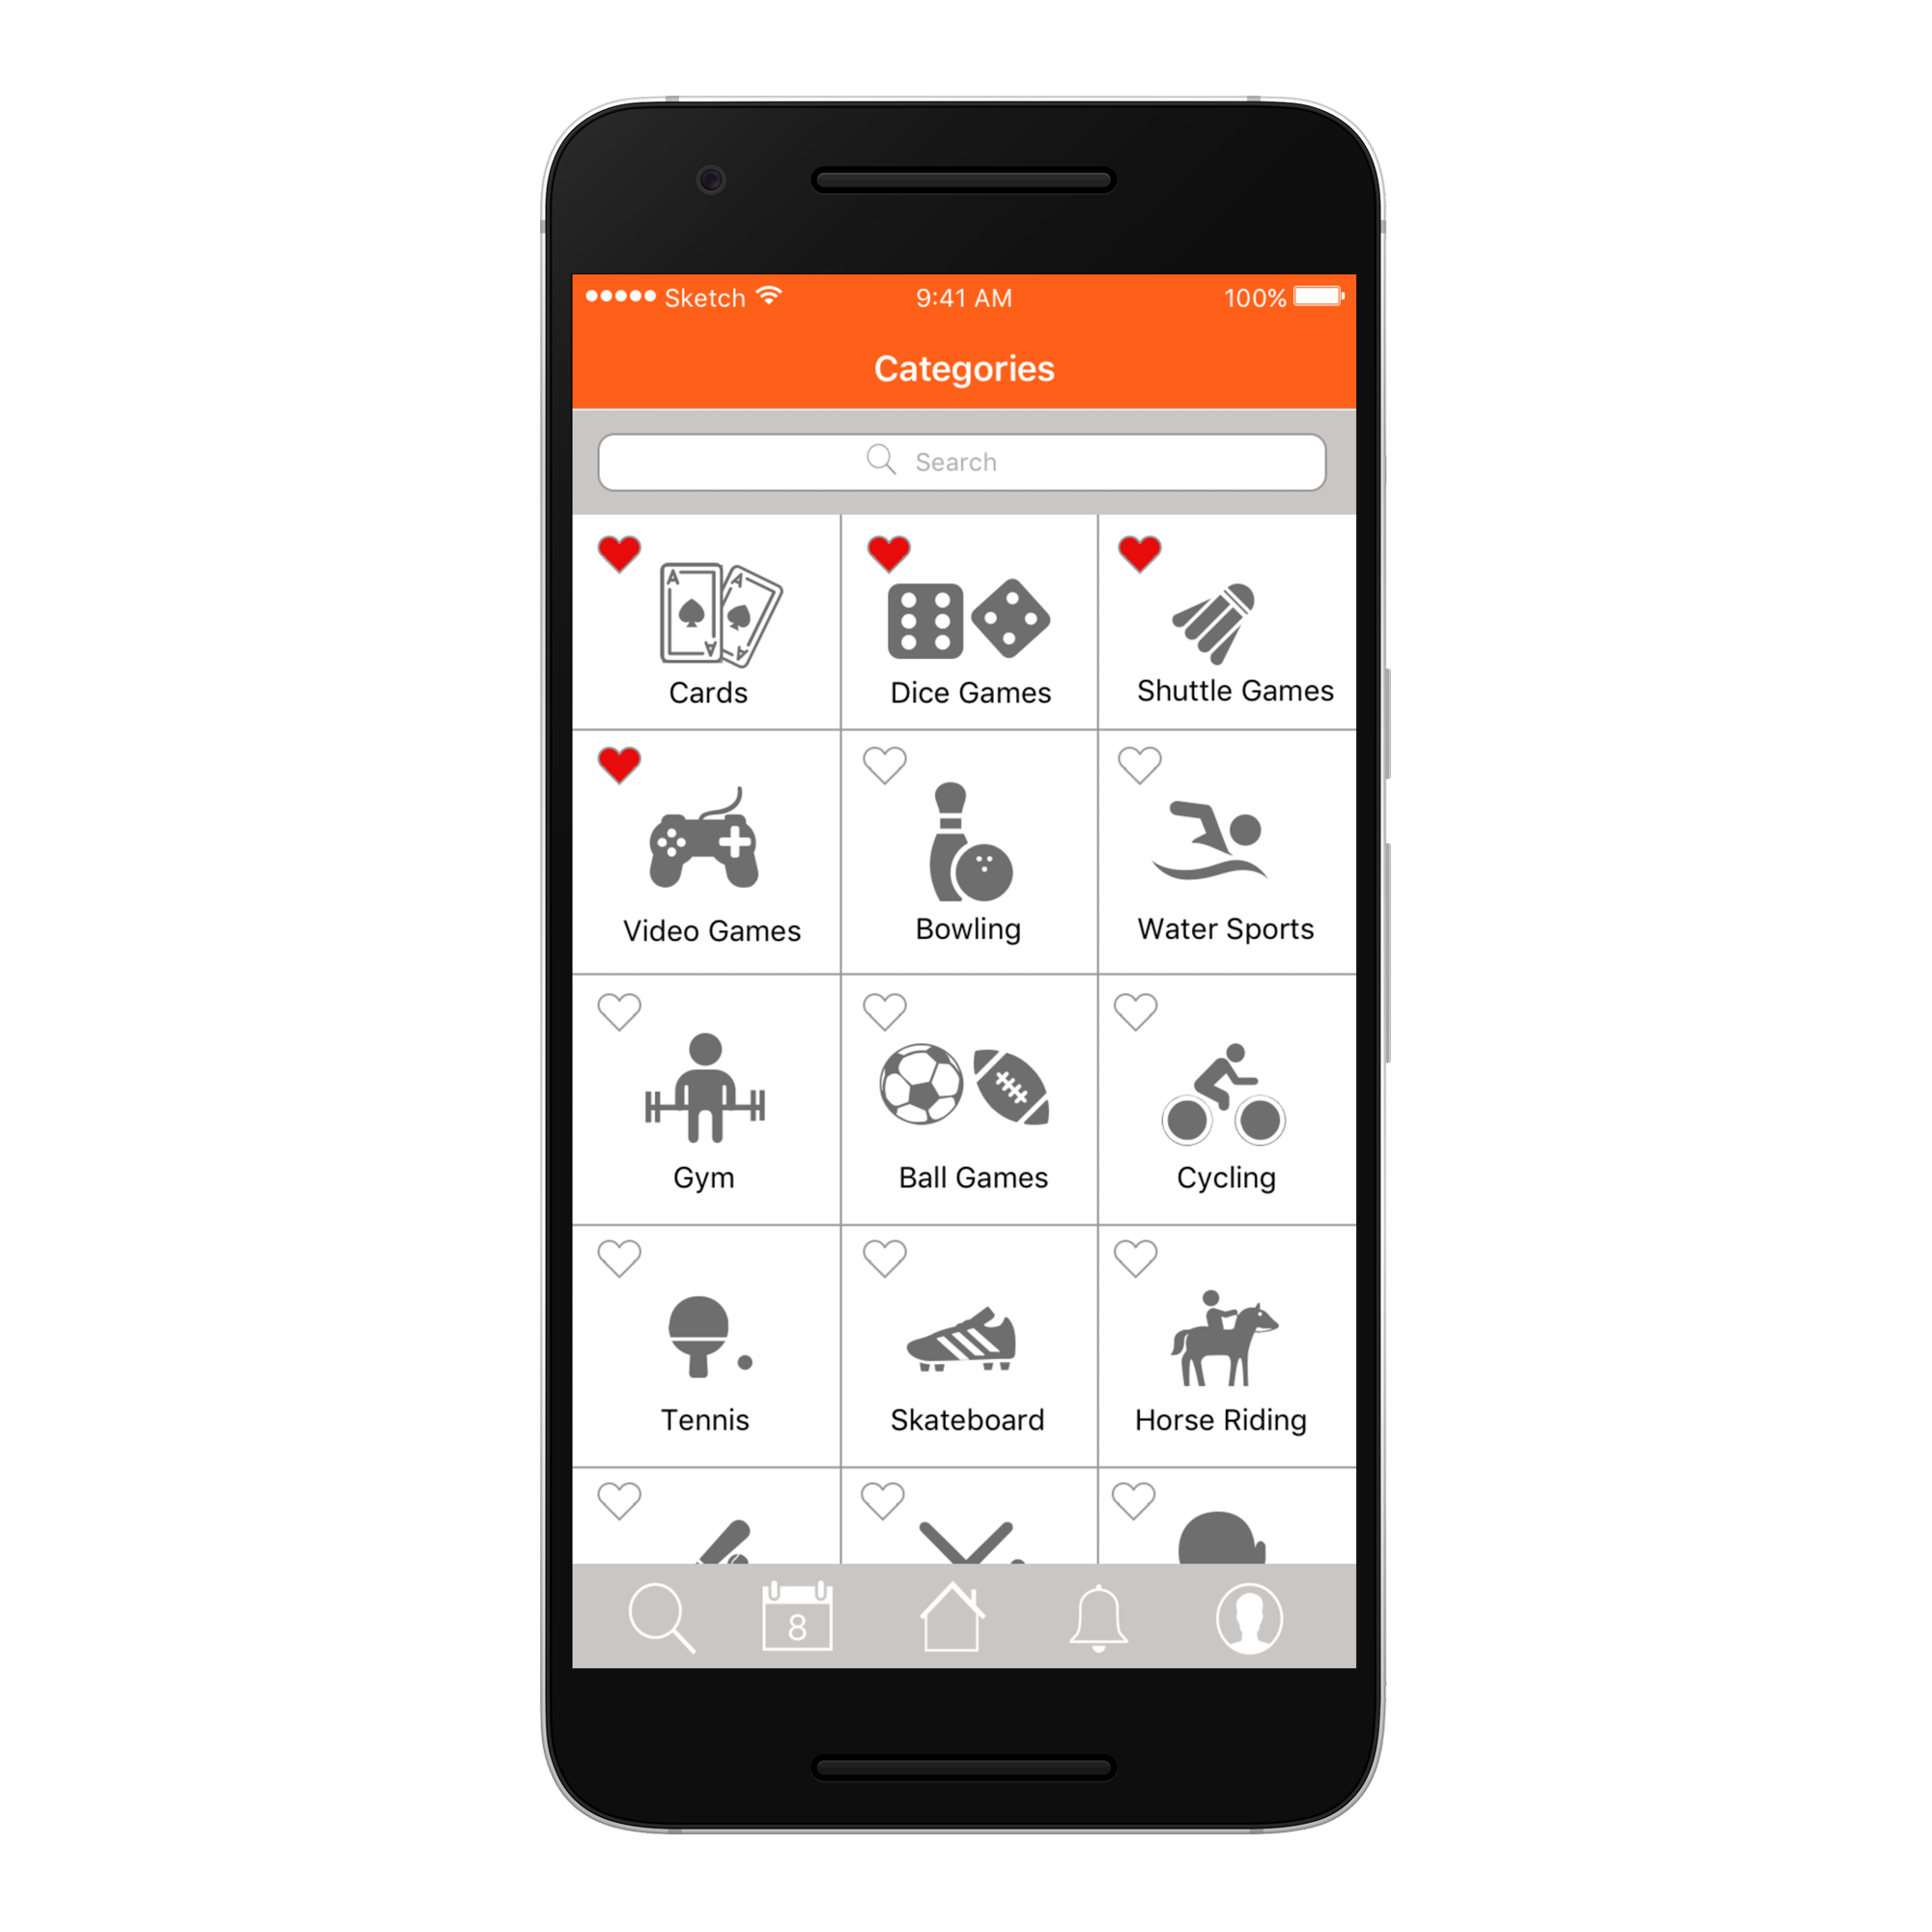 Sketch 9:41 AM 100%
Categories
Search
A A A A
Cards Dice Games Shuttle Games
Video Games Bowling Water Sports
Gym Ball Games Cycling
Tennis Skateboard Horse Riding
8